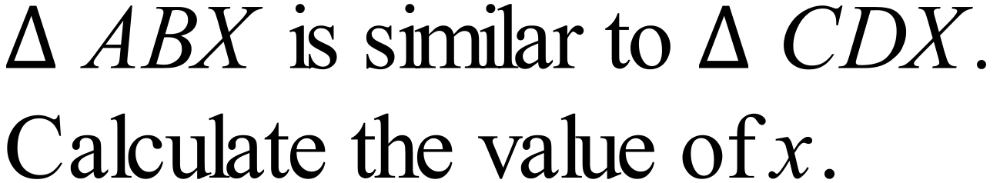 Δ ABX is similar to Δ CDX.
Calculate the value of x.